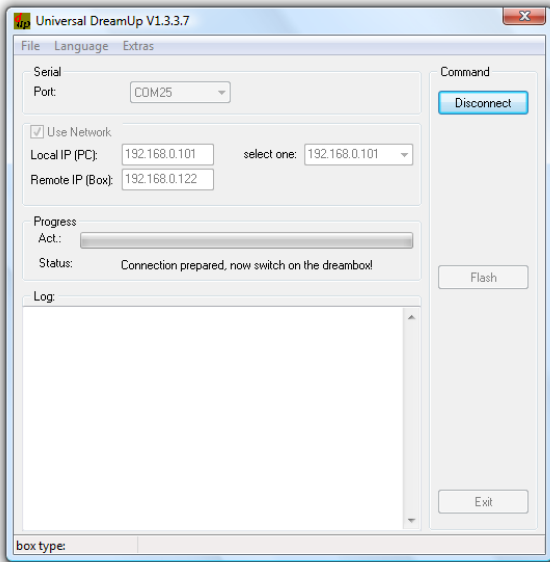 Universal DreamUp V1.3.3.7
File Language Extras
Serial
Port: COM25
Command
Disconnect
Use Network
Local IP (PC): 192.168.0.101 select one: 192.168.0.101
Remote IP (Box): 192.168.0.122
Progress
Act.:
Status: Connection prepared, now switch on the dreambox!
Flash
Log:
Exit
box type: